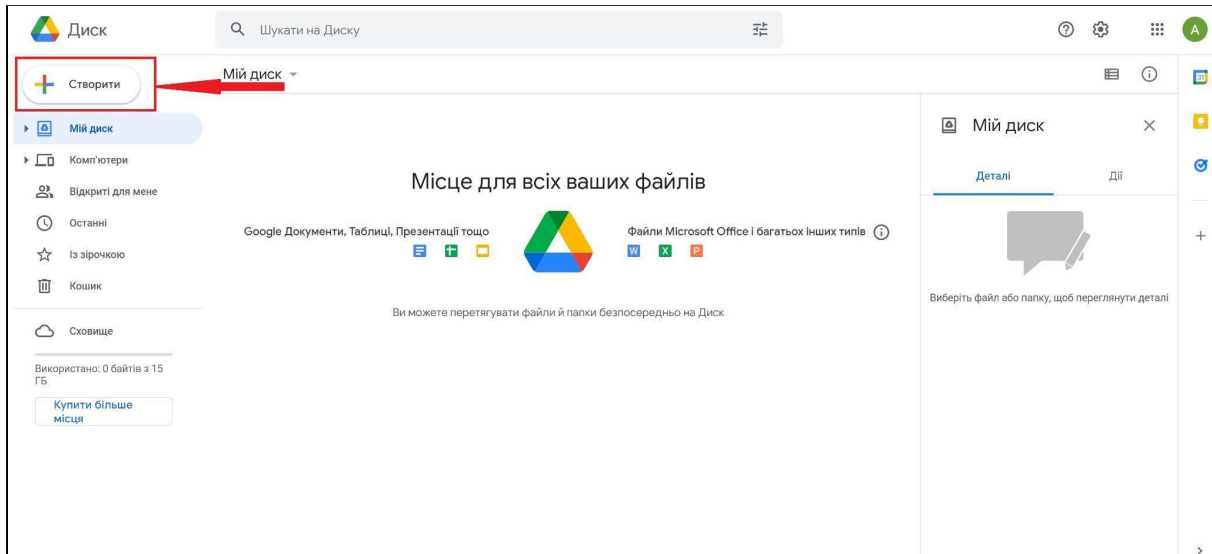 Диск
Шукати на Диску
A
Створити
Мій диск
31
Мій диск
Комп'ютери
Відкриті для мене
Останні
Із зірочкою
Кошик
Сховище
Використано: 0 байтів з 15
ГБ
Купити більше
місця
Місце для всіх ваших файлів
Google Документи, Таблиці, Презентації тощо
Файли Microsoft Office і багатьох інших типів
W X P
Ви можете перетягувати файли й папки безпосередньо на Диск
Мій диск
Деталі
Дії
Виберіть файл або папку, щоб переглянути деталі